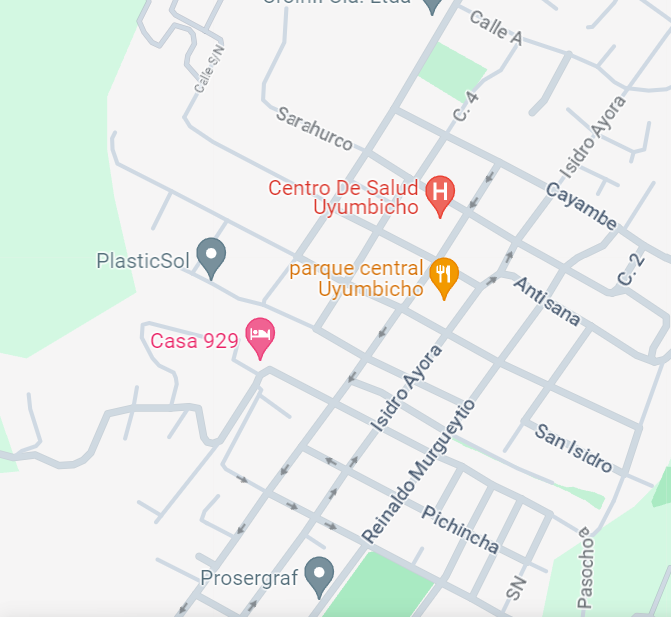 Calle A
Calle S/N
C. 4
Sarahurco
Isidro Ayora
Centro De Salud
Uyumbicho
Cayambe
PlasticSol
parque central
Uyumbicho
C. 2
Antisana
Casa 929
Isidro Ayora
Reinaldo Murgueytio
San Isidro
Pichincha
Prosergraf
SN
Pasochoa